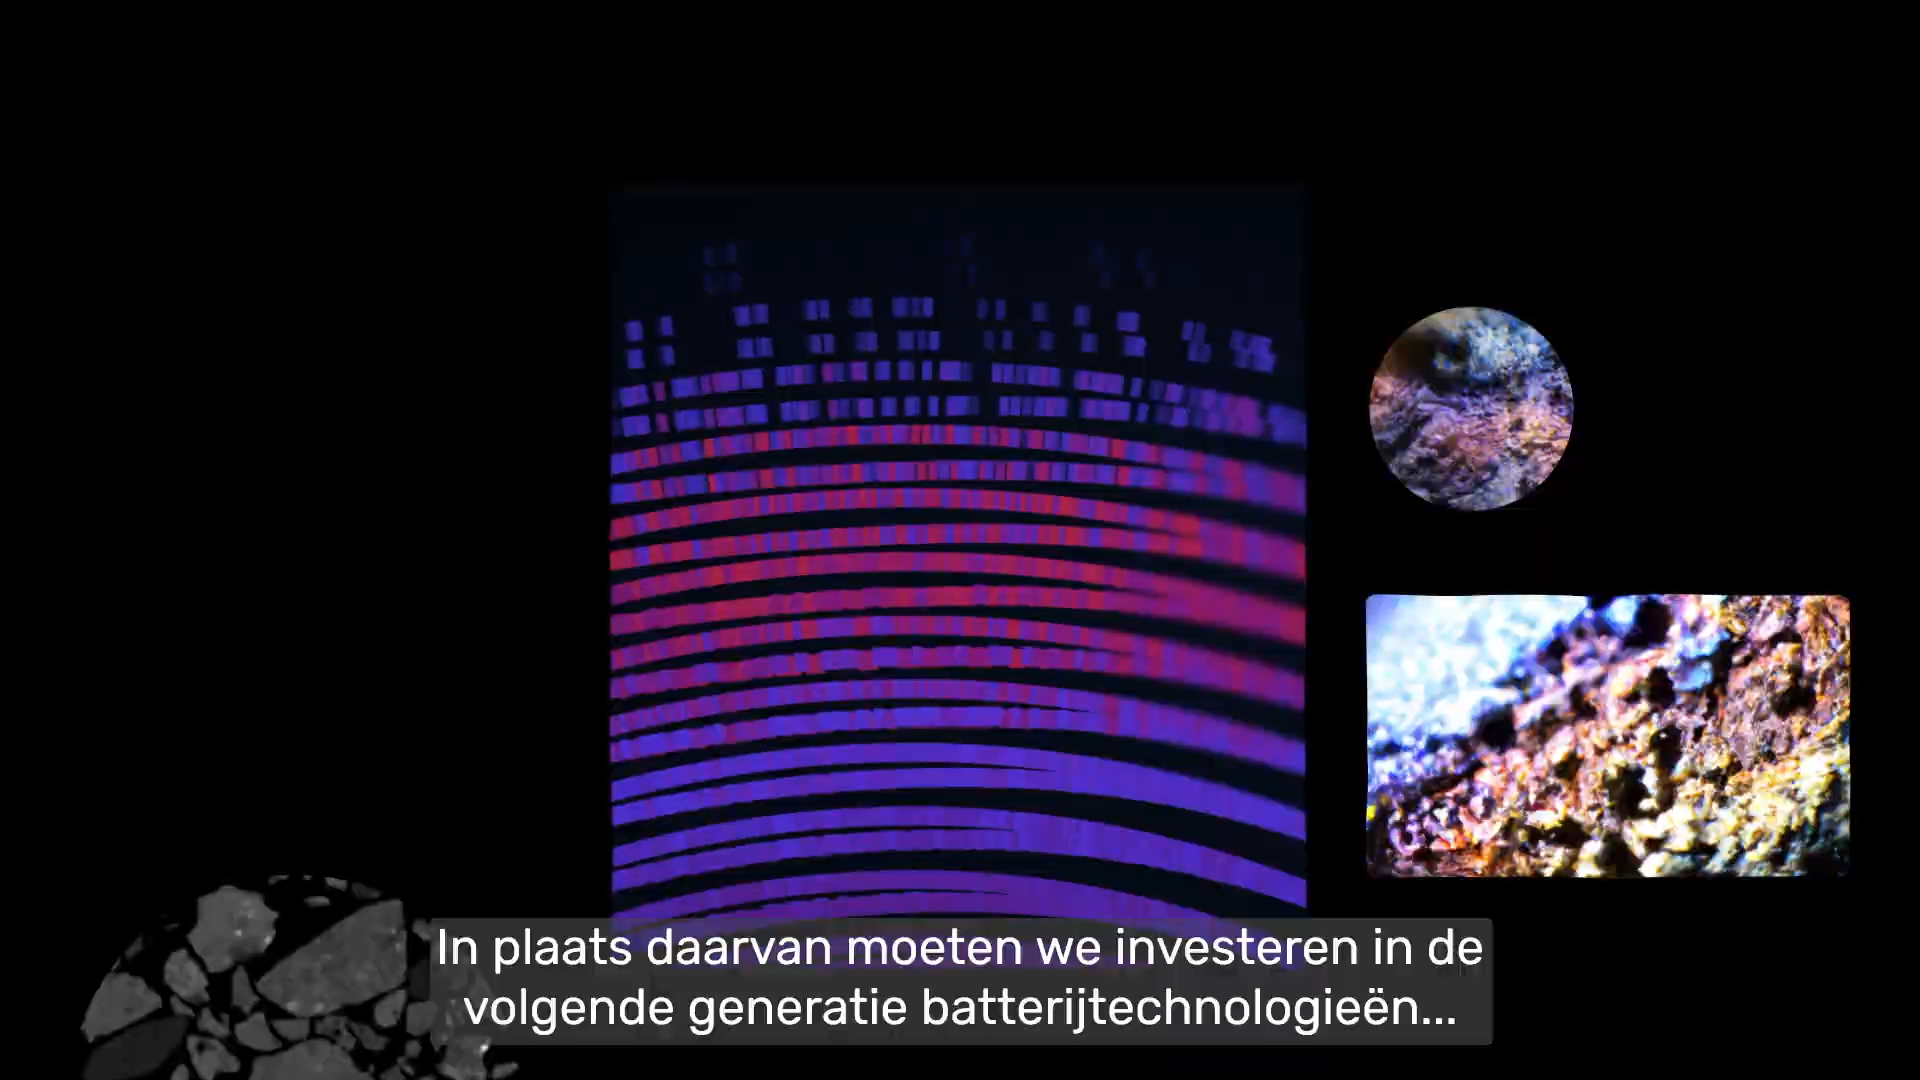 In plaats daarvan moeten we investeren in de
volgende generatie batterijtechnologieën...